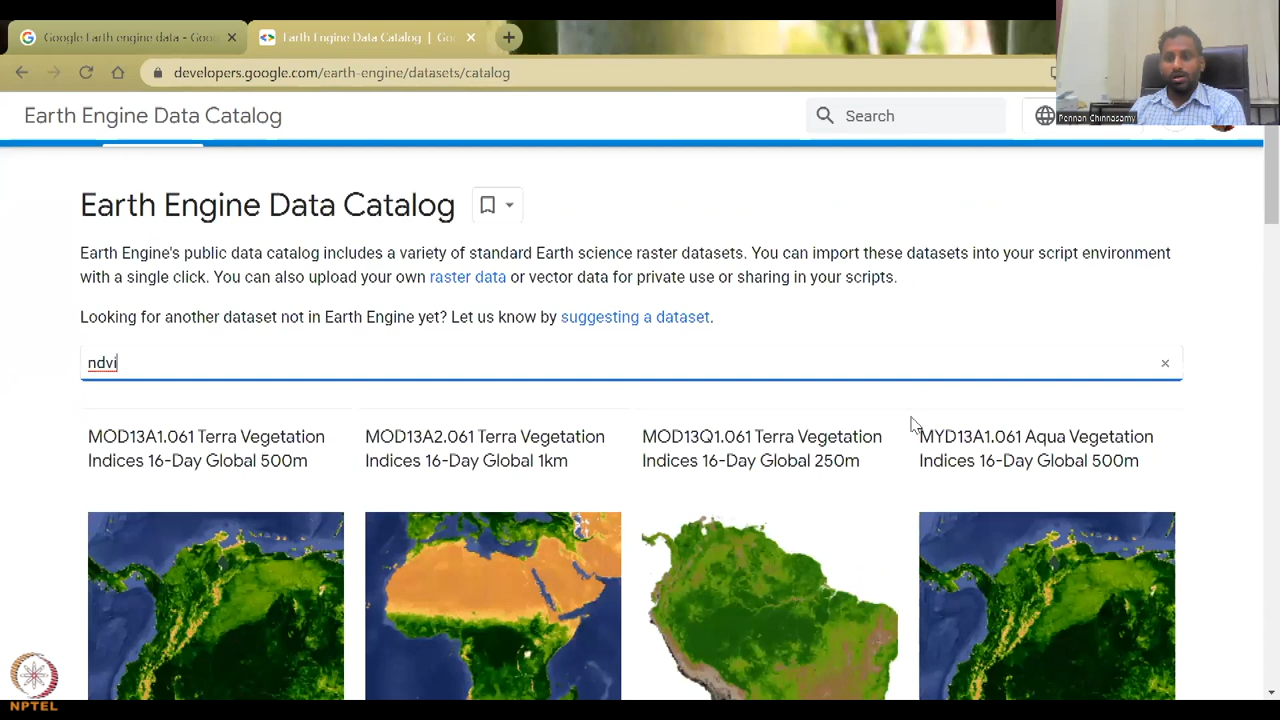 Google Earth engine data - Goo
Earth Engine Data Catalog | Go
developers.google.com/earth-engine/datasets/catalog
Earth Engine Data Catalog
Search
Pennan Chinnasamy
Earth Engine Data Catalog
Earth Engine's public data catalog includes a variety of standard Earth science raster datasets. You can import these datasets into your script environment
with a single click. You can also upload your own raster data or vector data for private use or sharing in your scripts.
Looking for another dataset not in Earth Engine yet? Let us know by suggesting a dataset.
ndvi
MOD13A1.061 Terra Vegetation
Indices 16-Day Global 500m
MOD13A2.061 Terra Vegetation
Indices 16-Day Global 1km
MOD13Q1.061 Terra Vegetation
Indices 16-Day Global 250m
MYD13A1.061 Aqua Vegetation
Indices 16-Day Global 500m
NPTEL